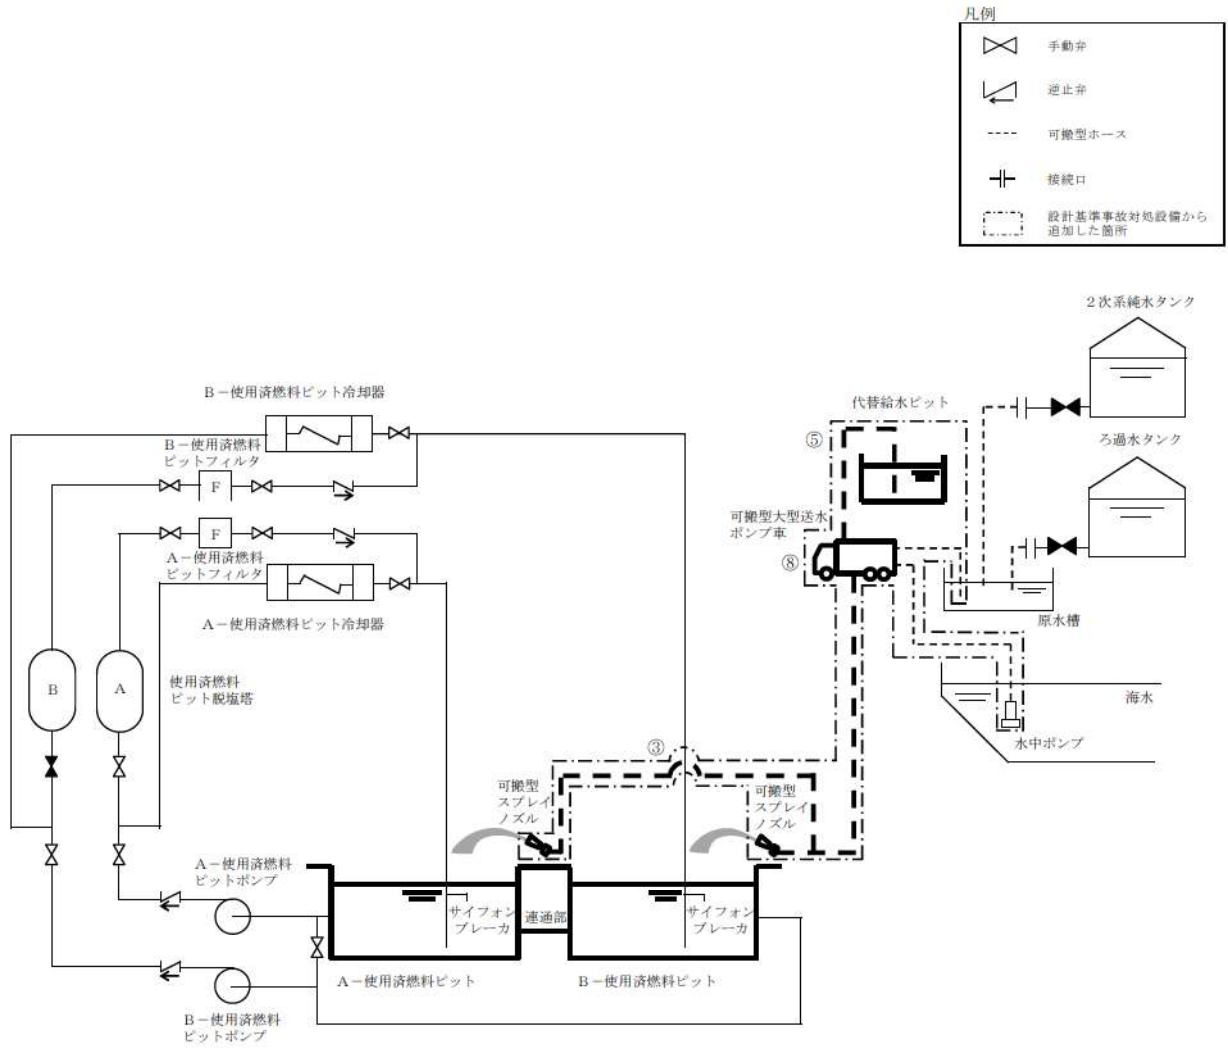 凡例
手動弁
逆止弁
可搬型ホース
接続口
設計基準事故対処設備から
追加した箇所
2次系純水タンク
B-使用済燃料ピット冷却器
代替給水ピット
⑤
ろ過水タンク
B-使用済燃料
ピットフィルタ
F
可搬型大型送水
ポンプ車
F
A-使用済燃料
ピットフィルタ
⑧
A-使用済燃料ピット冷却器
原水槽
B
A
使用済燃料
ピット脱塩塔
海水
水中ポンプ
③
可搬型
スプレイ
ノズル
可搬型
スプレイ
ノズル
A-使用済燃料
ピットポンプ
サイフォン
ブレーカ
連通部
サイフォン
ブレーカ
A-使用済燃料ピット
B-使用済燃料ピット
B-使用済燃料
ピットポンプ